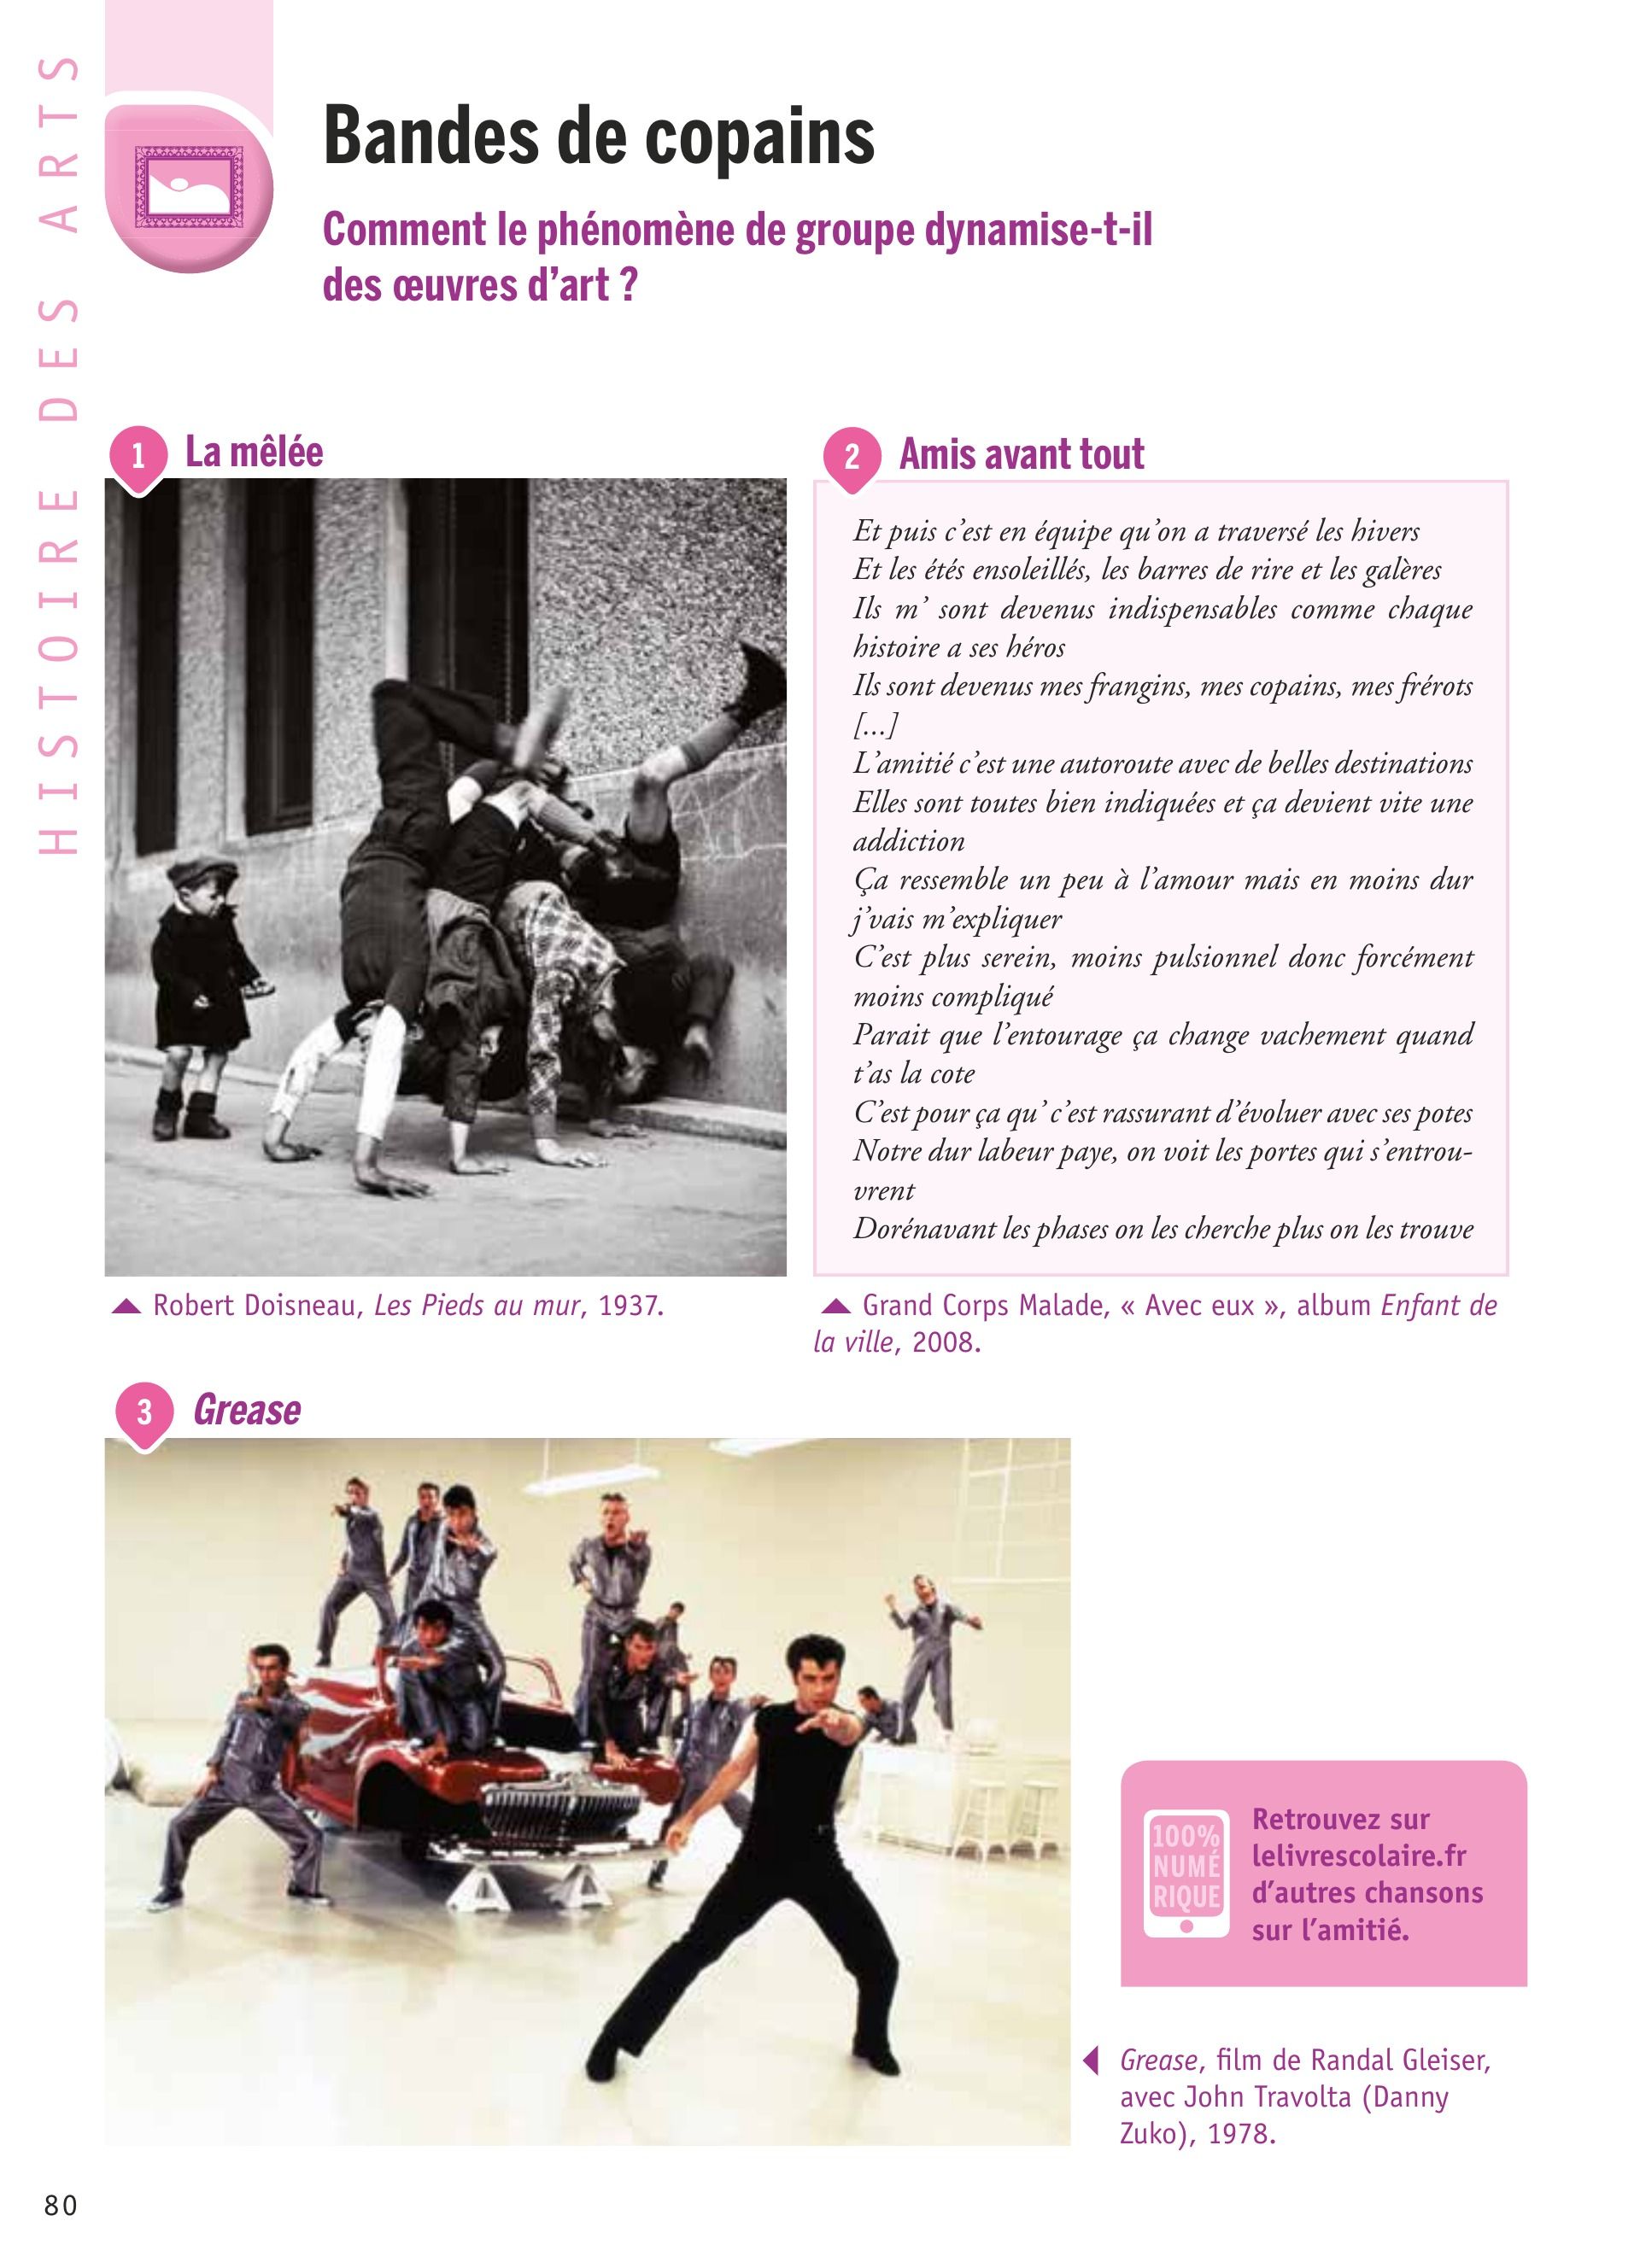 HISTOIRE DES ARTS
Bandes de copains
Comment le phénomène de groupe dynamise-t-il
des œuvres d’art ?
1 La mêlée
▲ Robert Doisneau, Les Pieds au mur, 1937.
2 Amis avant tout
Et puis c’est en équipe qu’on a traversé les hivers
Et les étés ensoleillés, les barres de rire et les galères
Ils m’ sont devenus indispensables comme chaque
histoire a ses héros
Ils sont devenus mes frangins, mes copains, mes frérots
[...]
L’amitié c’est une autoroute avec de belles destinations
Elles sont toutes bien indiquées et ça devient vite une
addiction
Ça ressemble un peu à l’amour mais en moins dur
j’vais m’expliquer
C’est plus serein, moins pulsionnel donc forcément
moins compliqué
Parait que l’entourage ça change vachement quand
t’as la cote
C’est pour ça qu’ c’est rassurant d’évoluer avec ses potes
Notre dur labeur paye, on voit les portes qui s’entrou-
vrent
Dorénavant les phases on les cherche plus on les trouve
▲ Grand Corps Malade, « Avec eux », album Enfant de
la ville, 2008.
3 Grease
100%
NUMÉ
RIQUE
Retrouvez sur
lelivrescolaire.fr
d’autres chansons
sur l’amitié.
◀ Grease, film de Randal Gleiser,
avec John Travolta (Danny
Zuko), 1978.
80